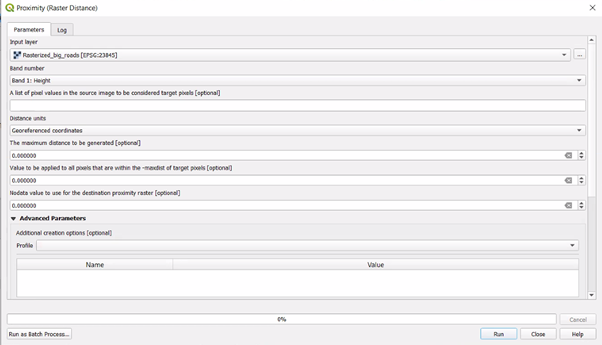 Proximity (Raster Distance)
Parameters
Log
Input layer
Rasterized_big_roads [EPSG:23845]
...
Band number
Band 1: Height
A list of pixel values in the source image to be considered target pixels [optional]
Distance units
Georeferenced coordinates
The maximum distance to be generated [optional]
0.000000
Value to be applied to all pixels that are within the -maxdist of target pixels [optional]
0.000000
Nodata value to use for the destination proximity raster [optional]
0.000000
Advanced Parameters
Additional creation options [optional]
Profile
Name Value
0%
Cancel
Run as Batch Process... Run Close Help